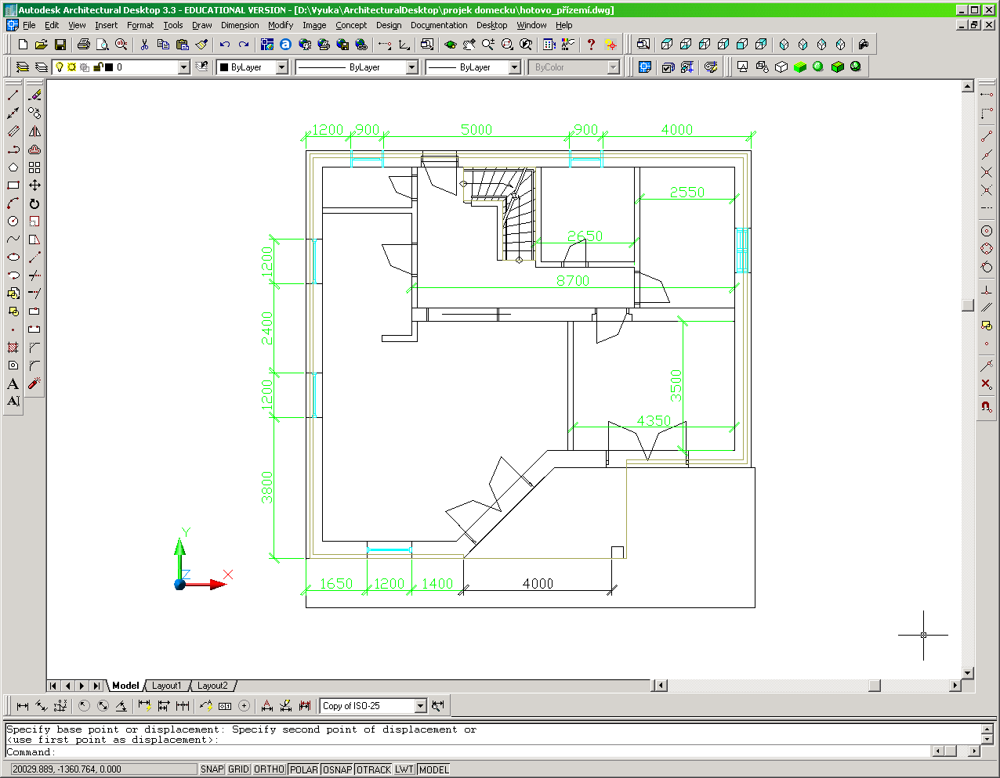 Autodesk Architectural Desktop 3.3 - EDUCATIONAL VERSION - [D:\Vyuka\ArchitecturalDesktop\projek domecku\hotovo_přízemí.dwg]
File Edit View Insert Format Tools Draw Dimension Modify Image Concept Design Documentation Desktop Window Help
0 ByLayer ByLayer ByLayer ByColor
1200 900 5000 900 4000
2550
2650
1200
8700
2400
1200
3500
4350
3800
Y
Z X
1650 1200 1400 4000
A
AI
Model Layout1 Layout2
Copy of ISO-25
Specify base point or displacement: Specify second point of displacement or
<use first point as displacement>:
Command:
20029.889, -1360.764, 0.000 SNAP GRID ORTHO POLAR OSNAP OTRACK LWT MODEL